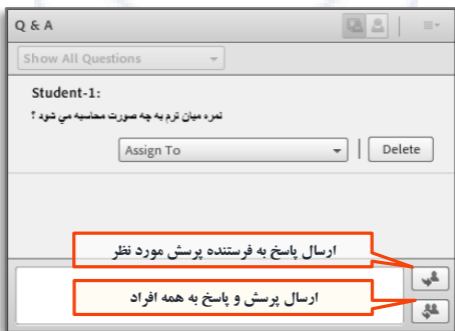 Q & A
Show All Questions
Student-1:
نمره میان ترم به چه صورت محاسبه می شود ؟
Assign To
Delete
ارسال پاسخ به فرستنده پرسش مورد نظر
ارسال پرسش و پاسخ به همه افراد